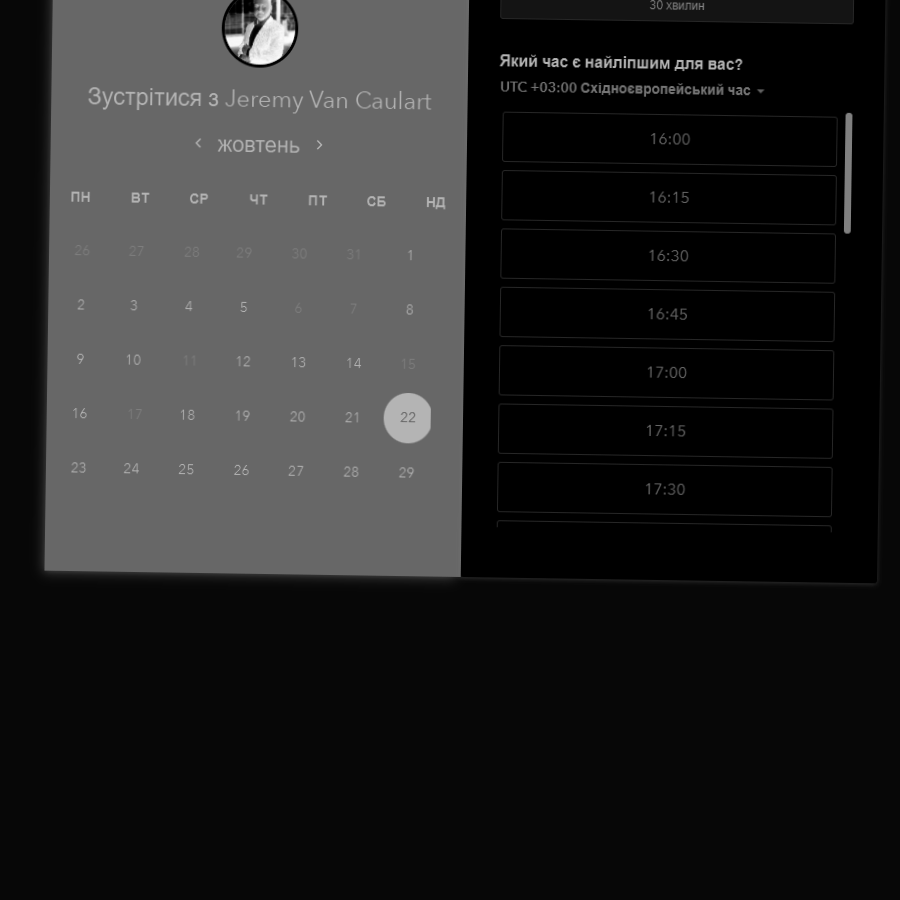 Зустрітися з Jeremy Van Caulart
‹ жовтень ›
ПН ВТ СР ЧТ ПТ СБ НД
26 27 28 29 30 31 1
2 3 4 5 6 7 8
9 10 11 12 13 14 15
16 17 18 19 20 21 22
23 24 25 26 27 28 29
30 хвилин
Який час є найліпшим для вас?
UTC +03:00 Східноєвропейський час
16:00
16:15
16:30
16:45
17:00
17:15
17:30